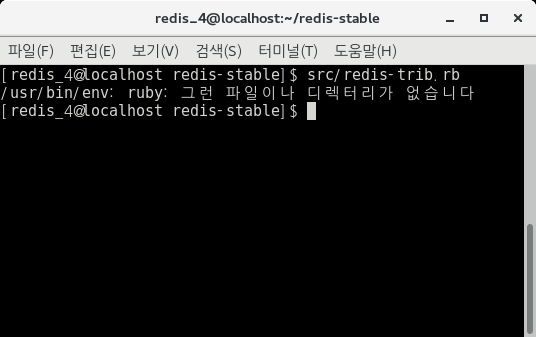 redis_4@localhost:~/redis-stable
파일(F) 편집(E) 보기(V) 검색(S) 터미널(T) 도움말(H)
[redis_4@localhost redis-stable]$ src/redis-trib.rb
/usr/bin/env: ruby: 그런 파일이나 디렉터리가 없습니다
[redis_4@localhost redis-stable]$